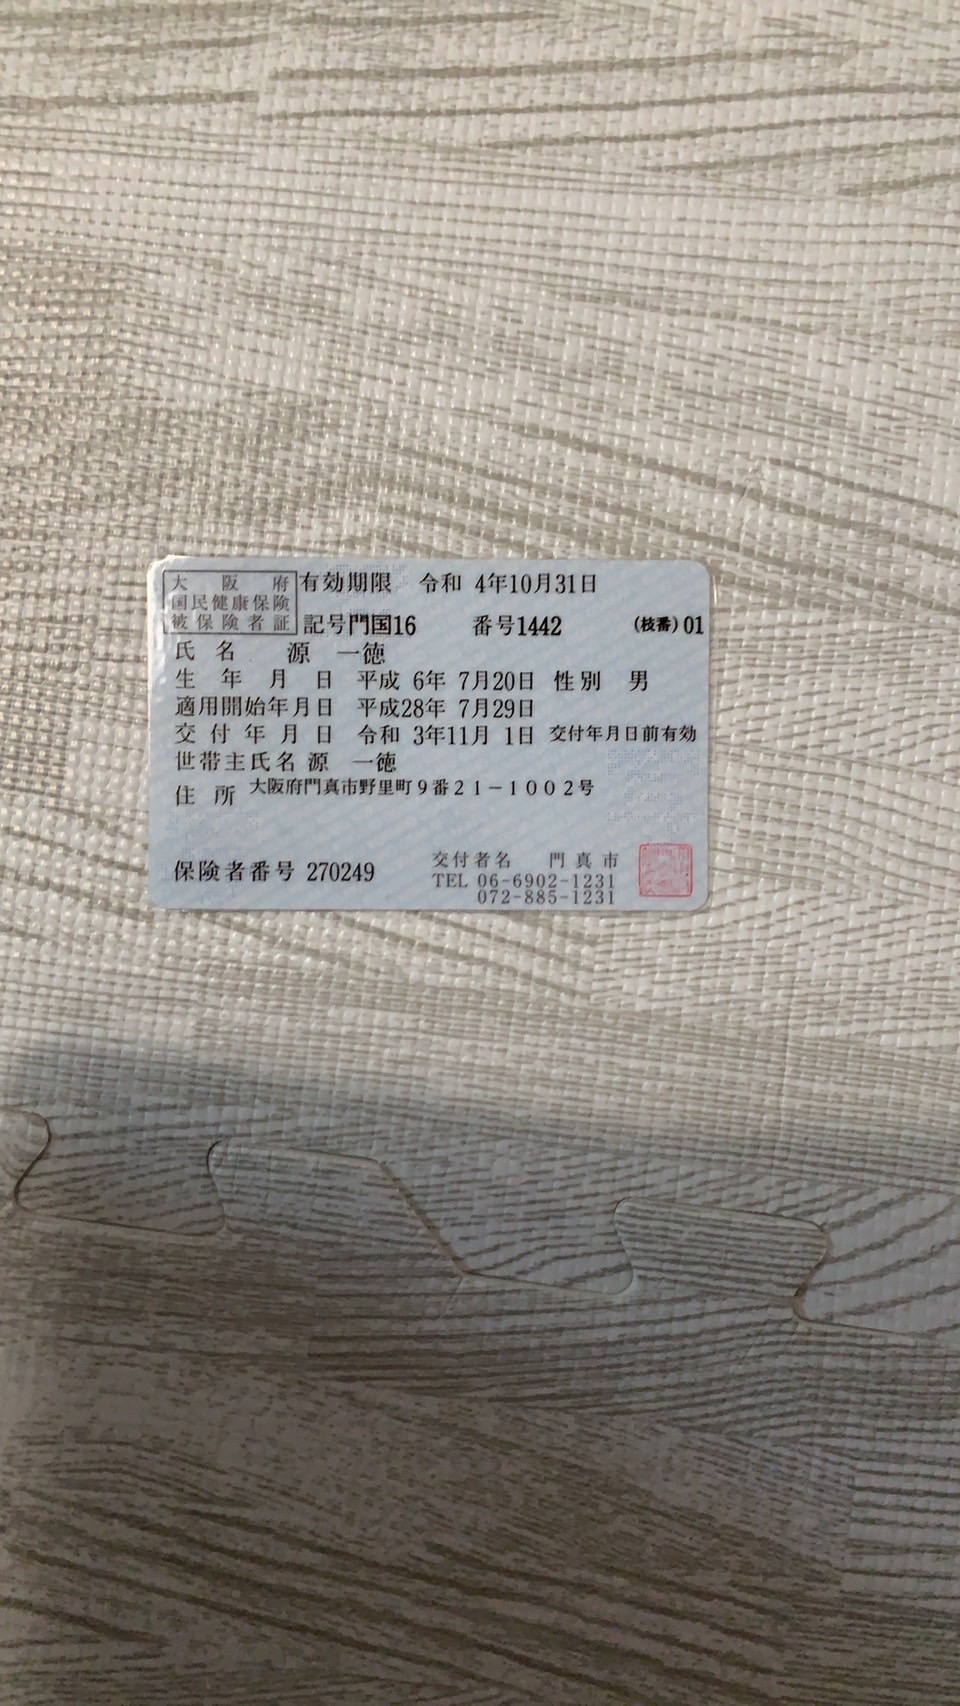 大阪府
国民健康保険
被保険者証
有効期限 令和 4年10月31日
記号門国16 番号1442 (枝番)01
氏名 源 一徳
生年月日 平成 6年 7月20日 性別 男
適用開始年月日 平成28年 7月29日
交付年月日 令和 3年11月 1日 交付年月日前有効
世帯主氏名 源 一徳
住所 大阪府門真市野里町9番21-1002号
保険者番号 270249
交付者名 門真市
TEL 06-6902-1231
072-885-1231